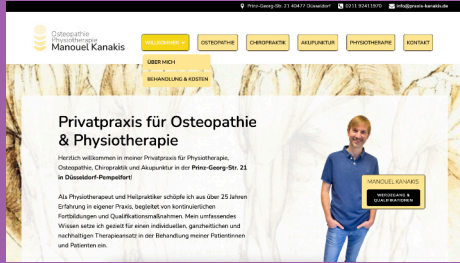 Prinz-Georg-Str. 21 40477 Düsseldorf 0211 92411970 info@praxis-kanakis.de
Osteopathie
Physiotherapie
Manouel Kanakis
WILLKOMMEN OSTEOPATHIE CHIROPRAKTIK AKUPUNKTUR PHYSIOTHERAPIE KONTAKT
ÜBER MICH
BEHANDLUNG & KOSTEN
Privatpraxis für Osteopathie
& Physiotherapie
Herzlich willkommen in meiner Privatpraxis für Physiotherapie,
Osteopathie, Chiropraktik und Akupunktur in der Prinz-Georg-Str. 21
in Düsseldorf-Pempelfort!
Als Physiotherapeut und Heilpraktiker schöpfe ich aus über 25 Jahren
Erfahrung in eigener Praxis, begleitet von kontinuierlichen
Fortbildungen und Qualifikationsmaßnahmen. Mein umfassendes
Wissen setze ich gezielt für einen individuellen, ganzheitlichen und
nachhaltigen Therapieansatz in der Behandlung meiner Patientinnen
und Patienten ein.
MANOUEL KANAKIS
WERDEGANG &
QUALIFIKATIONEN